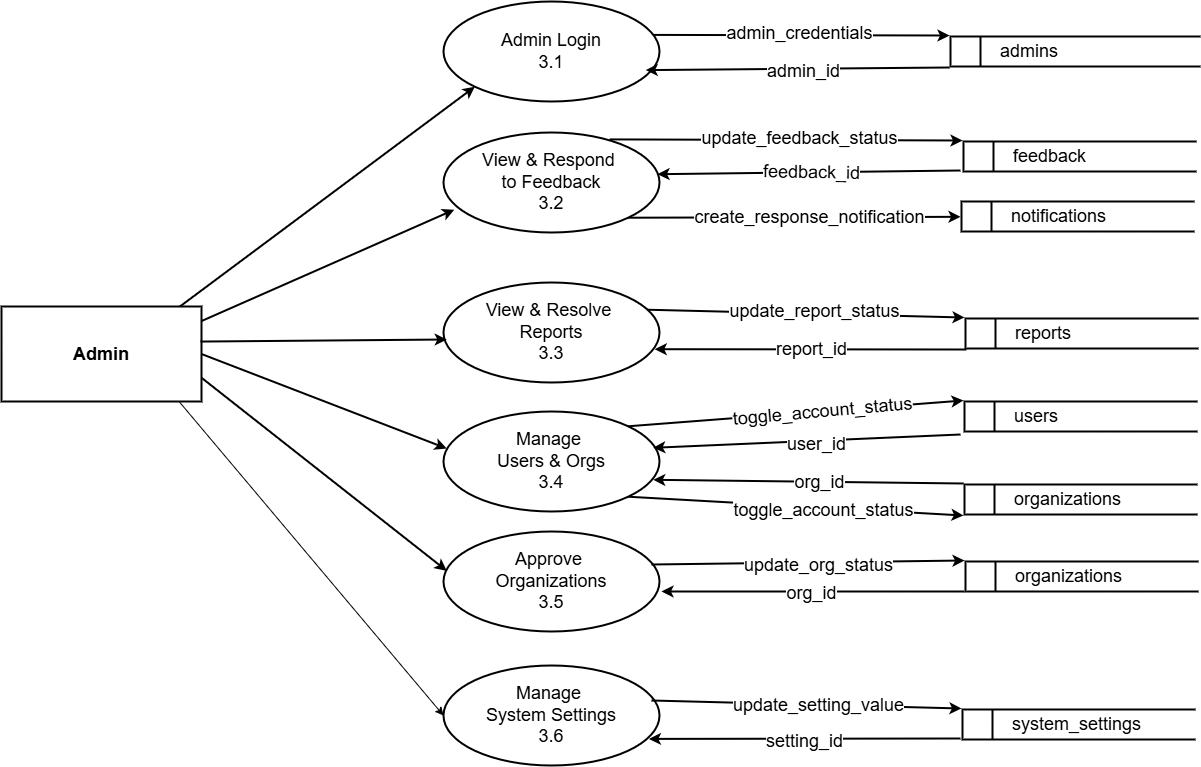 Admin
Admin Login
3.1
admin_credentials
admin_id
admins
View & Respond
to Feedback
3.2
update_feedback_status
feedback_id
feedback
create_response_notification
notifications
View & Resolve
Reports
3.3
update_report_status
report_id
reports
Manage
Users & Orgs
3.4
toggle_account_status
user_id
users
org_id
toggle_account_status
organizations
Approve
Organizations
3.5
update_org_status
org_id
organizations
Manage
System Settings
3.6
update_setting_value
setting_id
system_settings